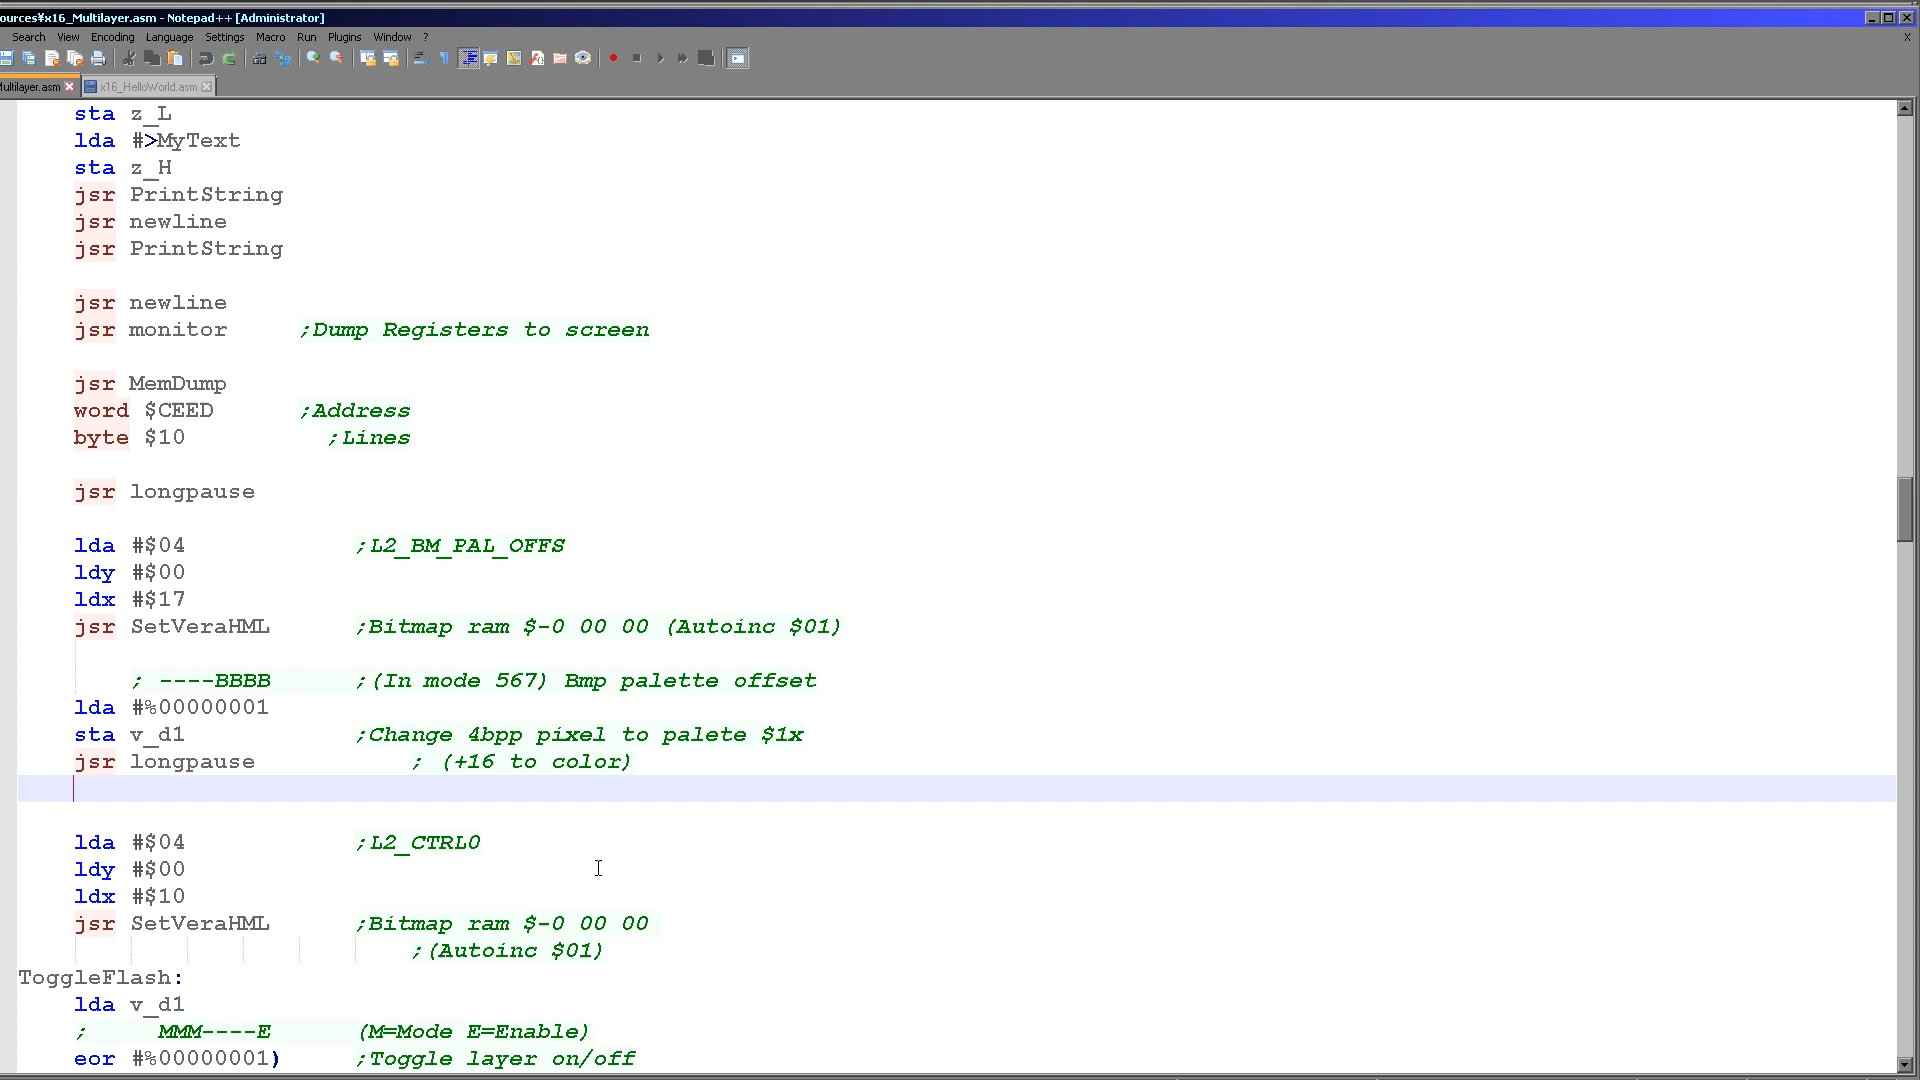 ources¥x16_Multilayer.asm - Notepad++ [Administrator]
Search View Encoding Language Settings Macro Run Plugins Window ? X
ultilayer.asm x16_HelloWorld.asm
sta z_L
lda #>MyText
sta z_H
jsr PrintString
jsr newline
jsr PrintString
jsr newline
jsr monitor ;Dump Registers to screen
jsr MemDump
word $CEED ;Address
byte $10 ;Lines
jsr longpause
lda #$04 ;L2_BM_PAL_OFFS
ldy #$00
ldx #$17
jsr SetVeraHML ;Bitmap ram $-0 00 00 (Autoinc $01)
; ----BBBB ;(In mode 567) Bmp palette offset
lda #%00000001
sta v_d1 ;Change 4bpp pixel to palete $1x
jsr longpause ; (+16 to color)
lda #$04 ;L2_CTRL0
ldy #$00
ldx #$10
jsr SetVeraHML ;Bitmap ram $-0 00 00
;(Autoinc $01)
ToggleFlash:
lda v_d1
; MMM----E (M=Mode E=Enable)
eor #%00000001) ;Toggle layer on/off